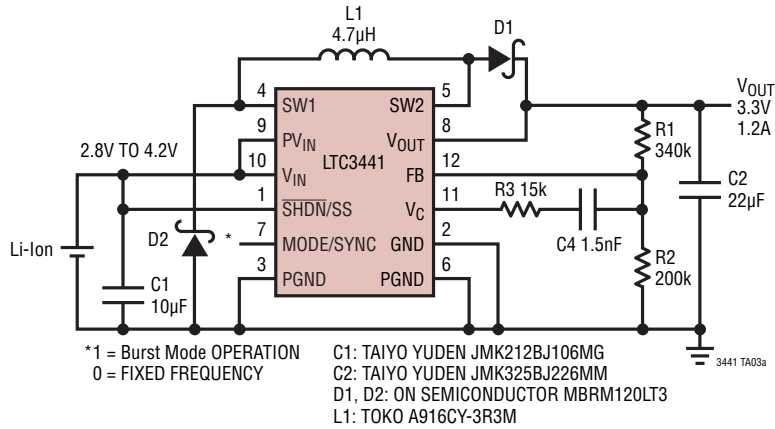 L1
4.7µH
D1
4
SW1
5
SW2
V_OUT
3.3V
1.2A
9
PV_IN
8
V_OUT
R1
340k
2.8V TO 4.2V
LTC3441
10
V_IN
12
FB
C2
22µF
1
SHDN/SS
11
V_C
R3 15k
C4 1.5nF
Li-Ion
D2
*
7
MODE/SYNC
2
GND
R2
200k
C1
10µF
3
PGND
6
PGND
*1 = Burst Mode OPERATION
0 = FIXED FREQUENCY
C1: TAIYO YUDEN JMK212BJ106MG
C2: TAIYO YUDEN JMK325BJ226MM
D1, D2: ON SEMICONDUCTOR MBRM120LT3
L1: TOKO A916CY-3R3M
3441 TA03a